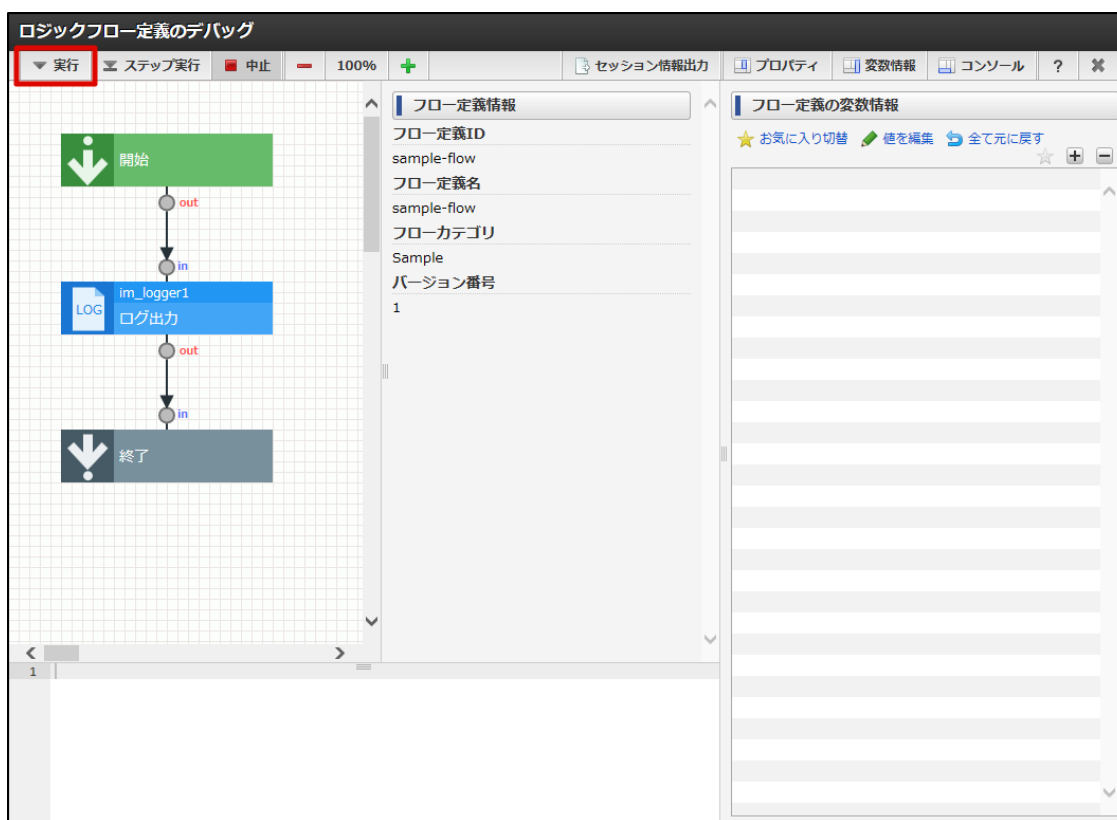 ロジックフロー定義のデバッグ
実行 ステップ実行 中止 100% セッション情報出力 プロパティ 変数情報 コンソール ?
開始
out
in
im_logger1
LOG
ログ出力
out
in
終了
フロー定義情報
フロー定義ID
sample-flow
フロー定義名
sample-flow
フローカテゴリ
Sample
バージョン番号
1
フロー定義の変数情報
お気に入り切替 値を編集 全て元に戻す
1